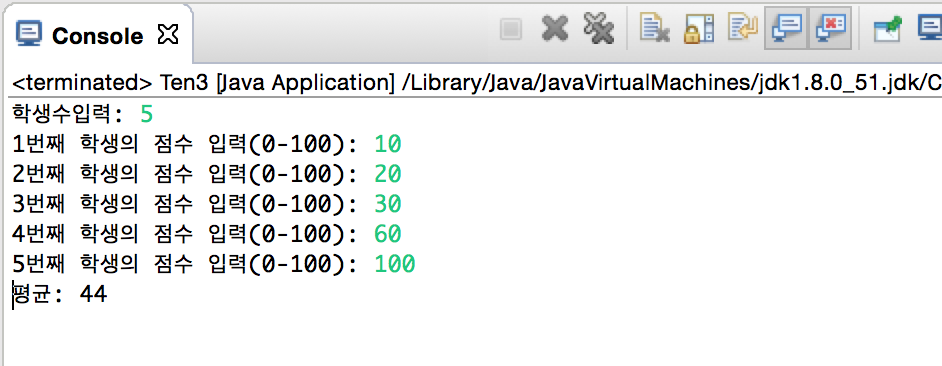 Console
<terminated> Ten3 [Java Application] /Library/Java/JavaVirtualMachines/jdk1.8.0_51.jdk/C
학생수입력: 5
1번째 학생의 점수 입력(0-100): 10
2번째 학생의 점수 입력(0-100): 20
3번째 학생의 점수 입력(0-100): 30
4번째 학생의 점수 입력(0-100): 60
5번째 학생의 점수 입력(0-100): 100
평균: 44